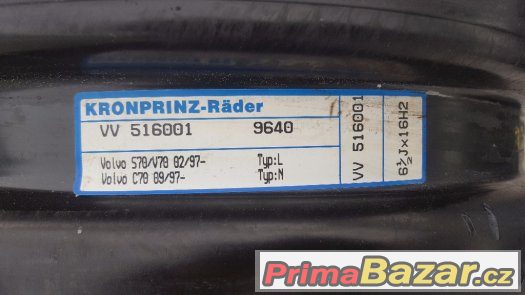 KRONPRINZ-Räder
VV 516001 9640
Volvo S70/V70 02/97- Typ:L
Volvo C70 09/97- Typ:N
VV 516001
6½J×16H2
PrimaBazar.cz